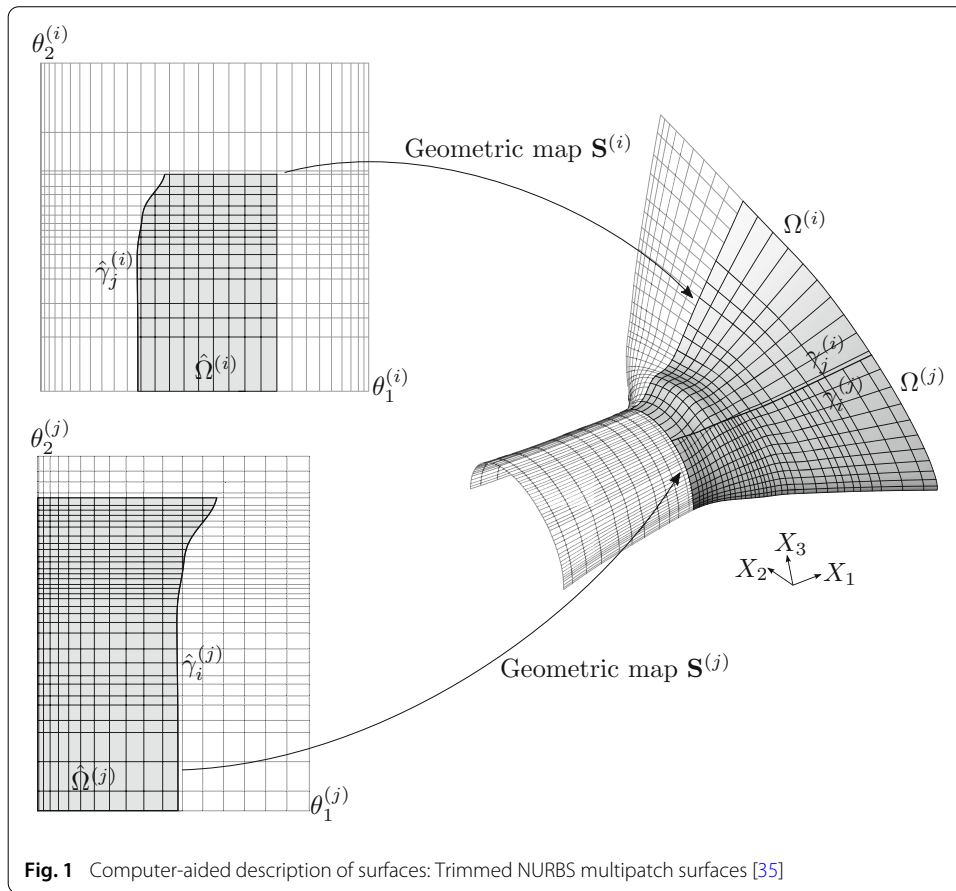 θ₂⁽ⁱ⁾
Geometric map S⁽ⁱ⁾
Ω⁽ⁱ⁾
γ̂ⱼ⁽ⁱ⁾
Ω̂⁽ⁱ⁾
θ₁⁽ⁱ⁾
γⱼ⁽ⁱ⁾
γᵢ⁽ʲ⁾
Ω⁽ʲ⁾
θ₂⁽ʲ⁾
X₃
X₂
X₁
γ̂ᵢ⁽ʲ⁾
Geometric map S⁽ʲ⁾
Ω̂⁽ʲ⁾
θ₁⁽ʲ⁾
Fig. 1 Computer-aided description of surfaces: Trimmed NURBS multipatch surfaces [35]